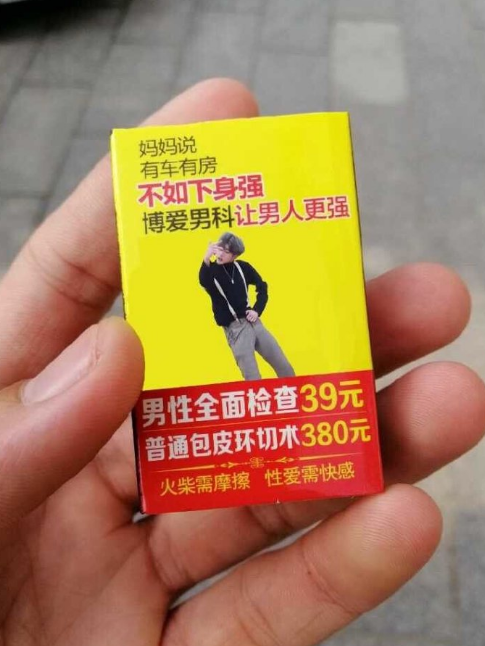 妈妈说
有车有房
不如下身强
博爱男科让男人更强
男性全面检查39元
普通包皮环切术380元
火柴需摩擦 性爱需快感